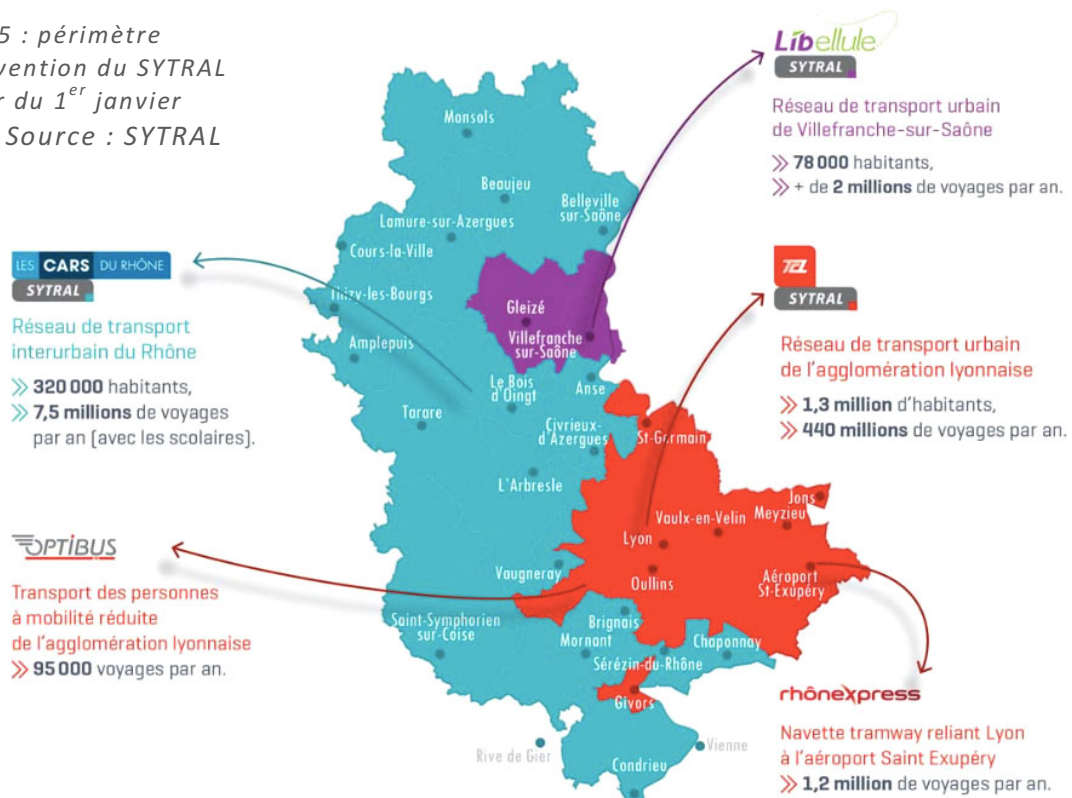 5 : périmètre
vention du SYTRAL
r du 1er janvier
Source : SYTRAL
Libellule
SYTRAL
Réseau de transport urbain
de Villefranche-sur-Saône
78 000 habitants,
+ de 2 millions de voyages par an.
LES CARS DU RHÔNE
SYTRAL
Réseau de transport
interurbain du Rhône
320 000 habitants,
7,5 millions de voyages
par an (avec les scolaires).
TCL
SYTRAL
Réseau de transport urbain
de l'agglomération lyonnaise
1,3 million d'habitants,
440 millions de voyages par an.
OPTIBUS
Transport des personnes
à mobilité réduite
de l'agglomération lyonnaise
95 000 voyages par an.
rhônexpress
Navette tramway reliant Lyon
à l'aéroport Saint Exupéry
1,2 million de voyages par an.
Monsols
Beaujeu
Belleville
sur-Saône
Lamure-sur-Azergues
Cours-la-Ville
Thizy-les-Bourgs
Gleizé
Villefranche
sur-Saône
Amplepuis
Le Bois
d'Oingt
Anse
Tarare
Civrieux-
d'Azergues
St-Germain
L'Arbresle
Jons
Meyzieu
Vaulx-en-Velin
Lyon
Vaugneray
Oullins
Aéroport
St-Exupéry
Saint-Symphorien
sur-Coise
Brignais
Mornant
Chaponnay
Sérézin-du-Rhône
Givors
Rive de Gier
Vienne
Condrieu